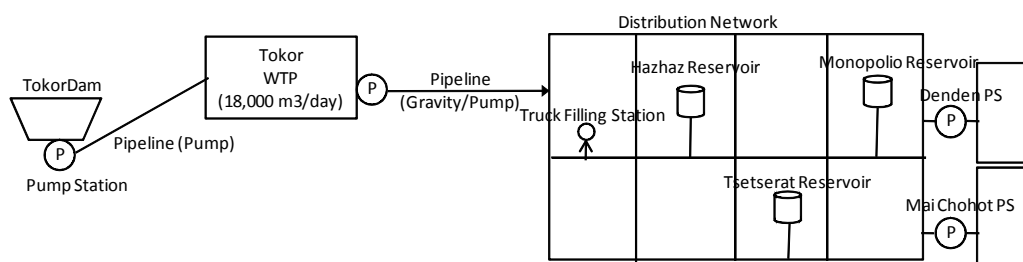 Distribution Network
Tokor
WTP
(18,000 m3/day)
P
Pipeline
(Gravity/Pump)
TokorDam
P
Pipeline (Pump)
Pump Station
Hazhaz Reservoir
Monopolio Reservoir
Truck Filling Station
Denden PS
P
Tsetserat Reservoir
Mai Chohot PS
P